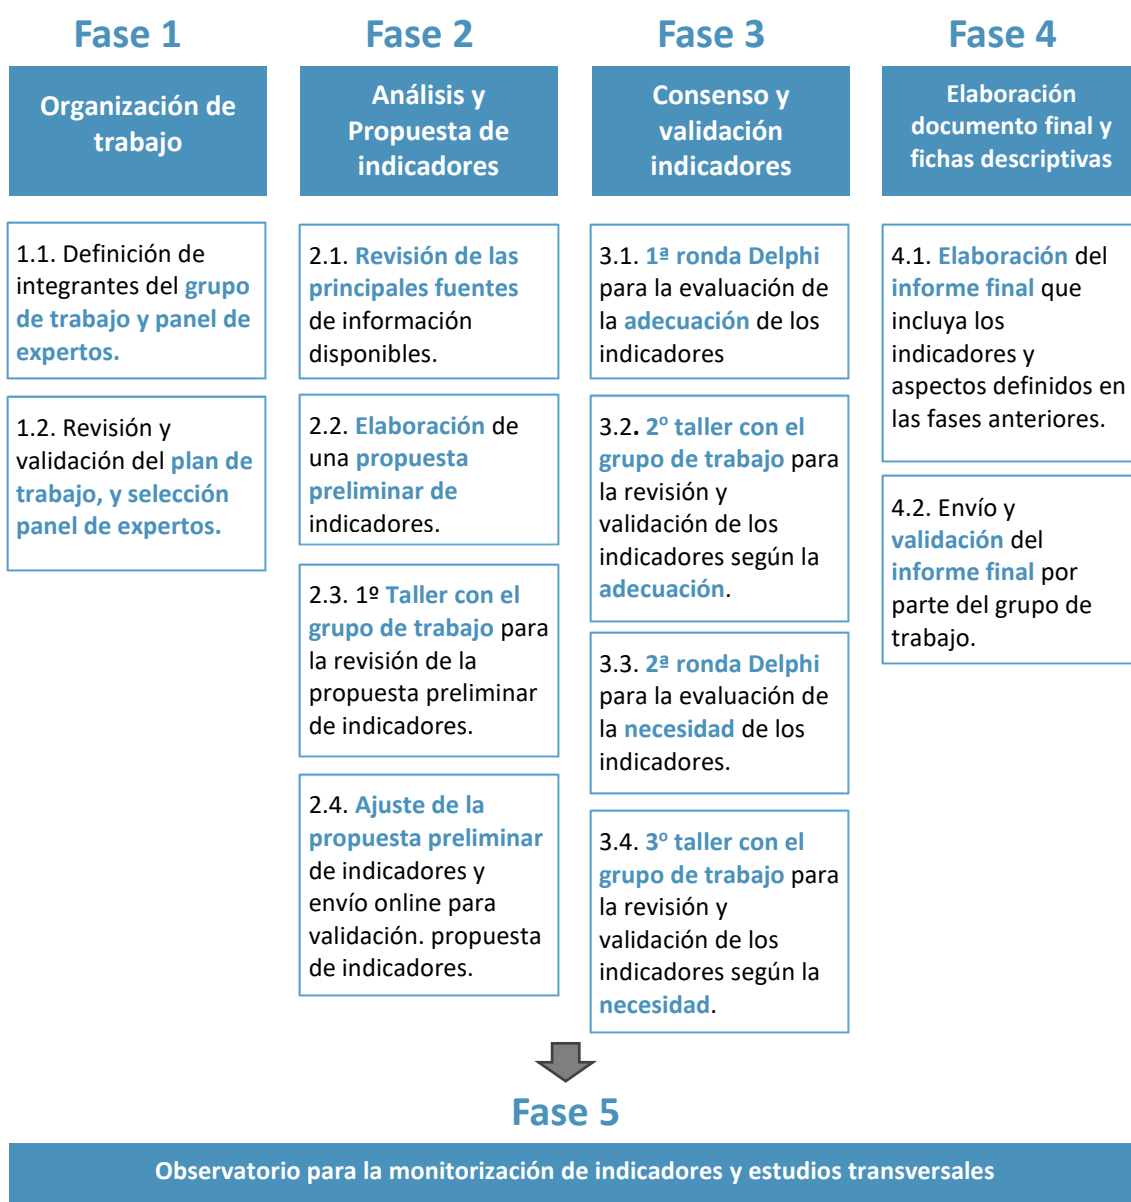 Fase 1
Organización de
trabajo
1.1. Definición de
integrantes del grupo
de trabajo y panel de
expertos.
1.2. Revisión y
validación del plan de
trabajo, y selección
panel de expertos.
Fase 2
Análisis y
Propuesta de
indicadores
2.1. Revisión de las
principales fuentes
de información
disponibles.
2.2. Elaboración de
una propuesta
preliminar de
indicadores.
2.3. 1º Taller con el
grupo de trabajo para
la revisión de la
propuesta preliminar
de indicadores.
2.4. Ajuste de la
propuesta preliminar
de indicadores y
envío online para
validación. propuesta
de indicadores.
Fase 3
Consenso y
validación
indicadores
3.1. 1ª ronda Delphi
para la evaluación de
la adecuación de los
indicadores
3.2. 2º taller con el
grupo de trabajo para
la revisión y
validación de los
indicadores según la
adecuación.
3.3. 2ª ronda Delphi
para la evaluación de
la necesidad de los
indicadores.
3.4. 3º taller con el
grupo de trabajo para
la revisión y
validación de los
indicadores según la
necesidad.
Fase 4
Elaboración
documento final y
fichas descriptivas
4.1. Elaboración del
informe final que
incluya los
indicadores y
aspectos definidos en
las fases anteriores.
4.2. Envío y
validación del
informe final por
parte del grupo de
trabajo.
Fase 5
Observatorio para la monitorización de indicadores y estudios transversales